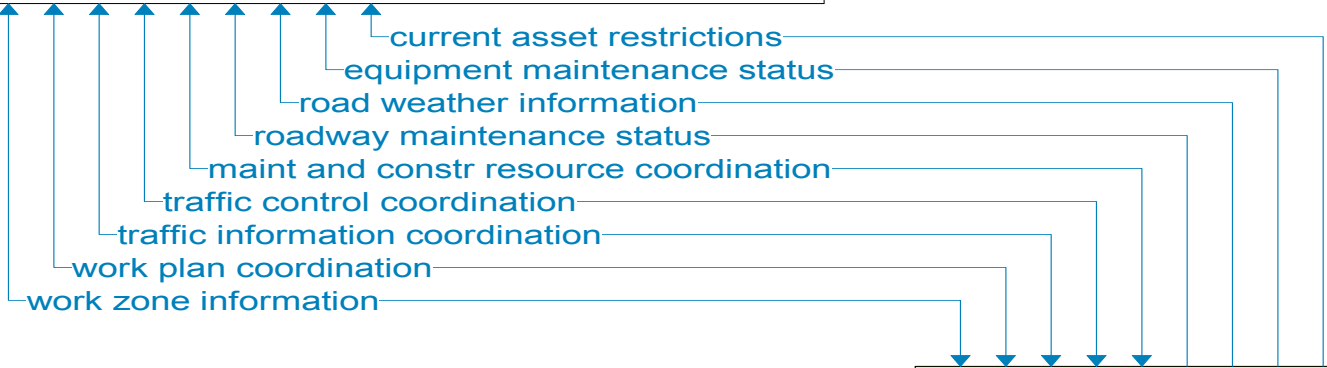 current asset restrictions
equipment maintenance status
road weather information
roadway maintenance status
maint and constr resource coordination
traffic control coordination
traffic information coordination
work plan coordination
work zone information